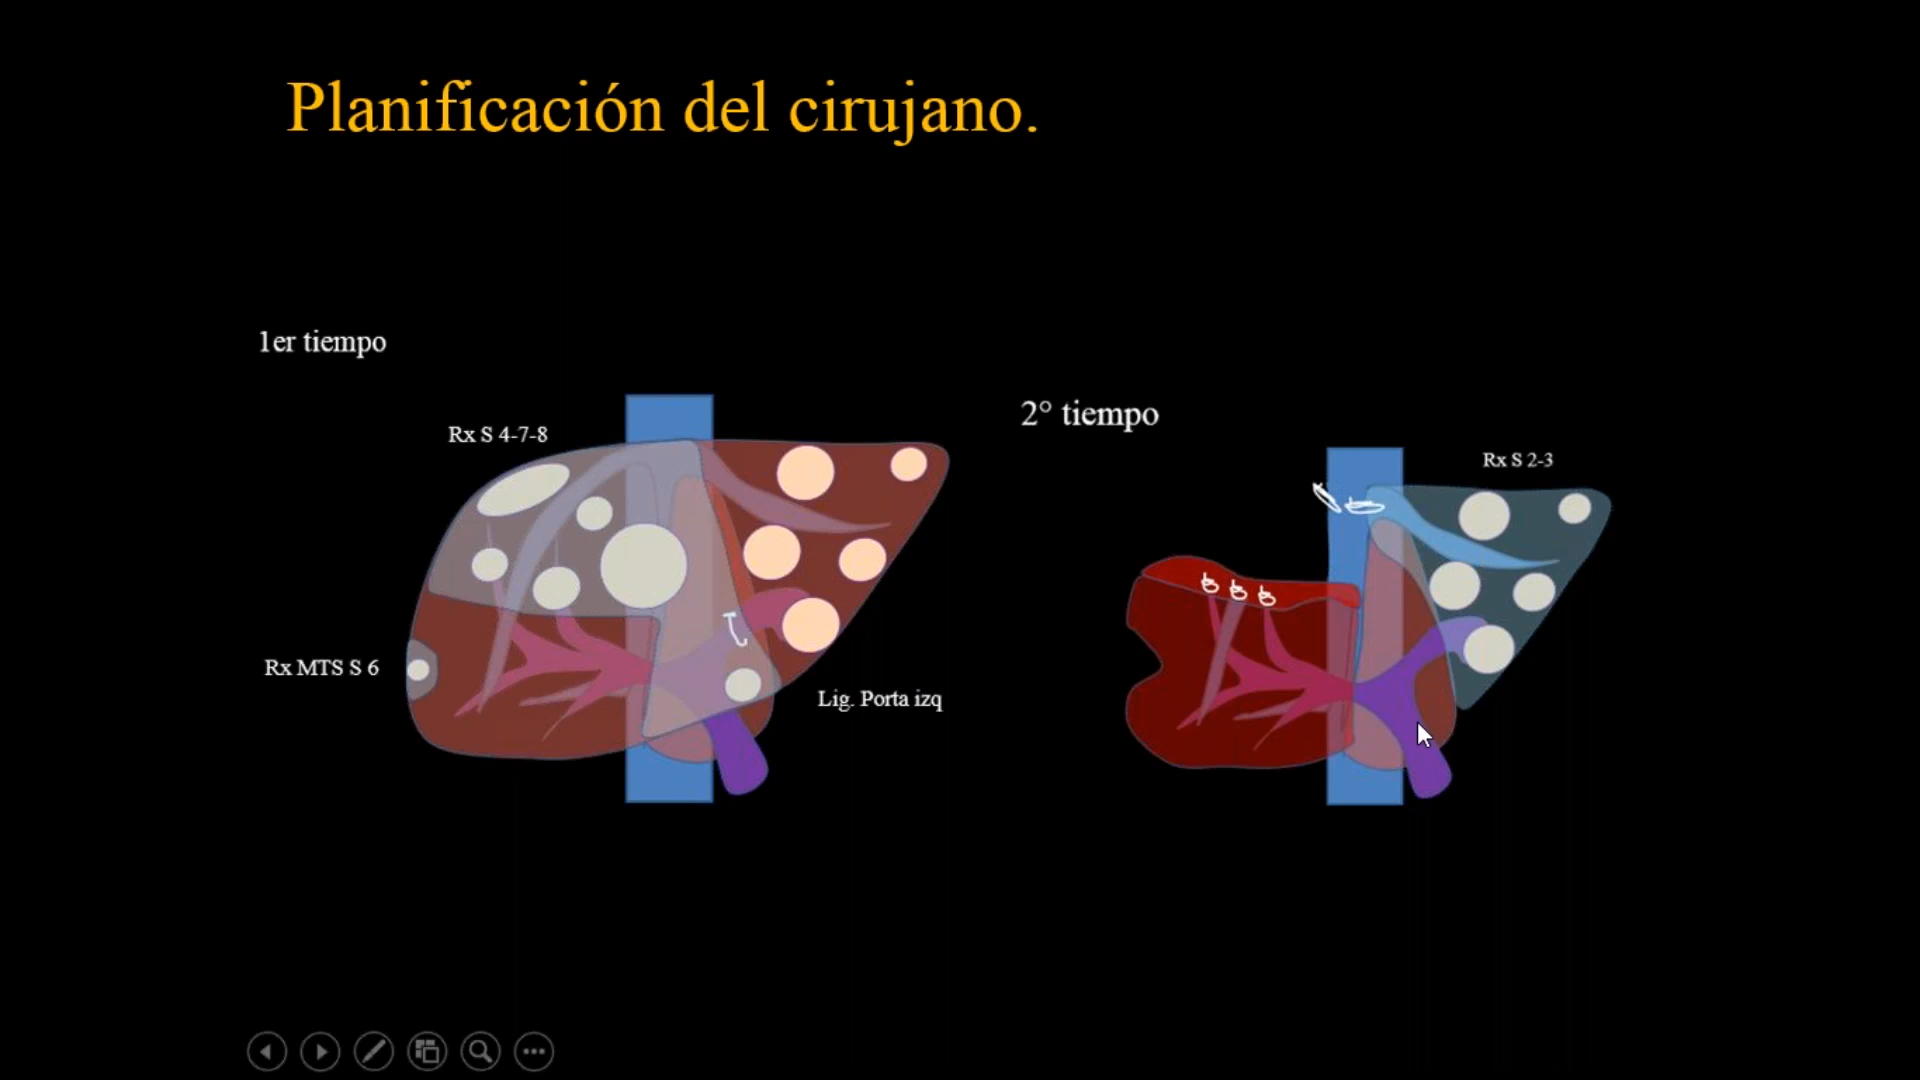 Planificación del cirujano.
1er tiempo
Rx S 4-7-8
Rx MTS S 6
Lig. Porta izq
2° tiempo
Rx S 2-3